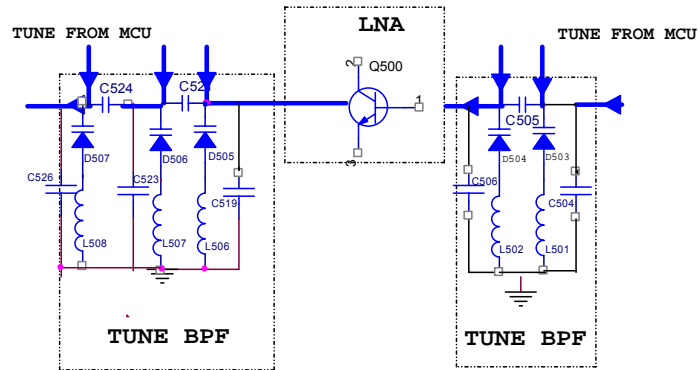 LNA
TUNE FROM MCU
TUNE FROM MCU
2
Q500
1
3
C524
C521
C505
D507
D506
D505
D504
D503
C526
C523
C519
C506
C504
L508
L507
L506
L502
L501
TUNE BPF
TUNE BPF